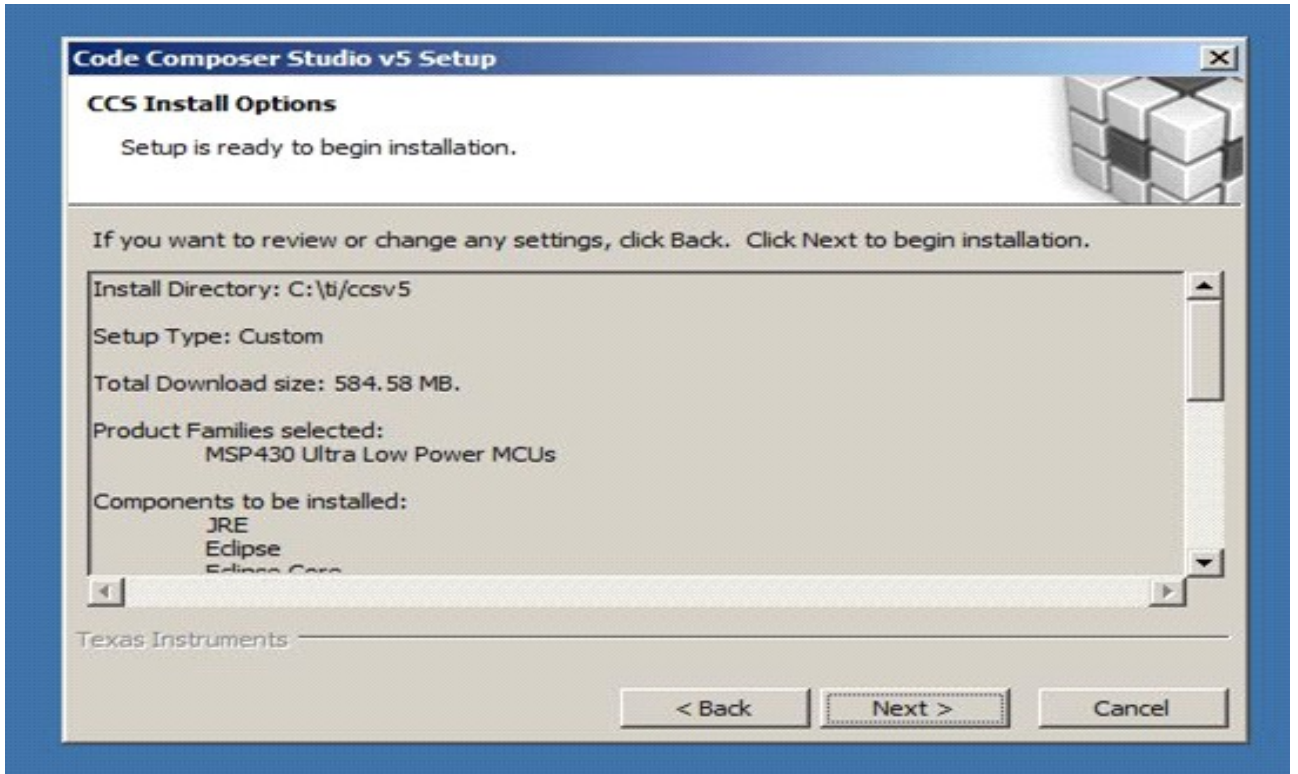 Code Composer Studio v5 Setup
CCS Install Options
Setup is ready to begin installation.
If you want to review or change any settings, click Back. Click Next to begin installation.
Install Directory: C:\ti/ccsv5
Setup Type: Custom
Total Download size: 584.58 MB.
Product Families selected:
MSP430 Ultra Low Power MCUs
Components to be installed:
JRE
Eclipse
Eclipse Core
Texas Instruments
< Back
Next >
Cancel